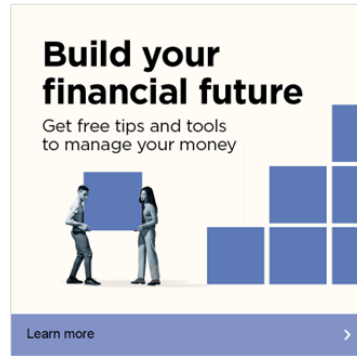 Build your
financial future
Get free tips and tools
to manage your money
Learn more